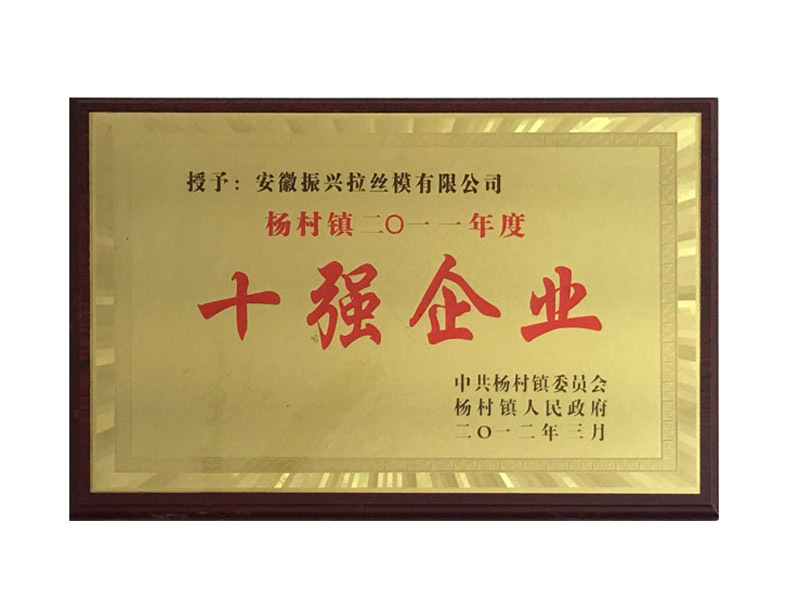 授予：安徽振兴拉丝模有限公司
杨村镇二〇一一年度
十强企业
中共杨村镇委员会
杨村镇人民政府
二〇一二年三月